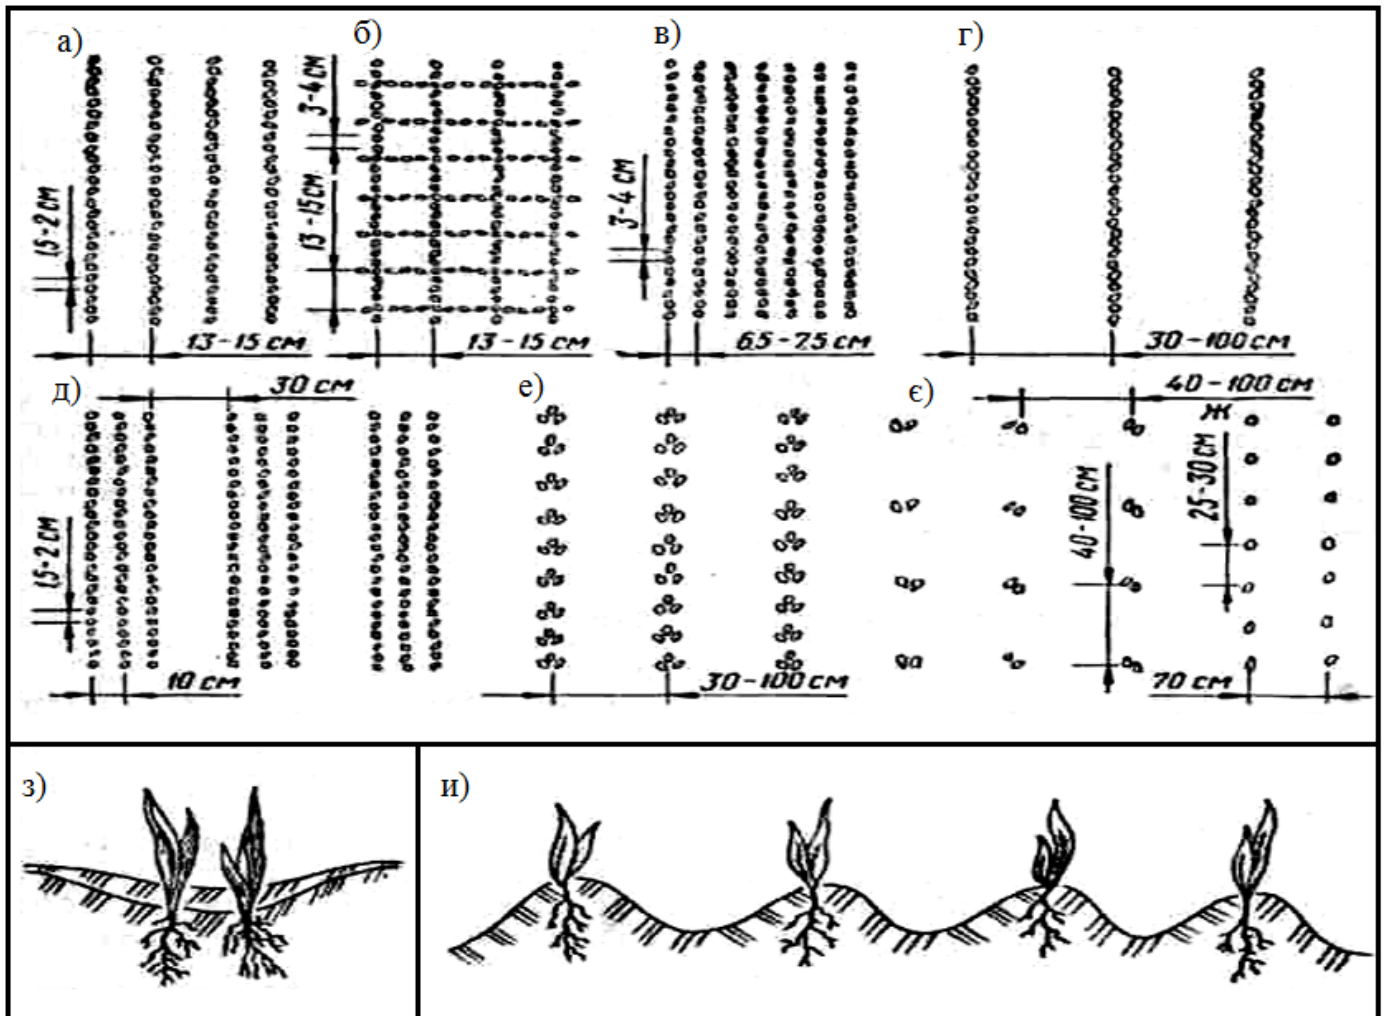 а)
б)
в)
г)
1,5-2 см
3-4 см
13-15 см
3-4 см
13-15 см
13-15 см
6,5-7,5 см
30-100 см
д)
30 см
е)
є)
40-100 см
ж
1,5-2 см
40-100 см
25-30 см
10 см
30-100 см
70 см
з)
и)